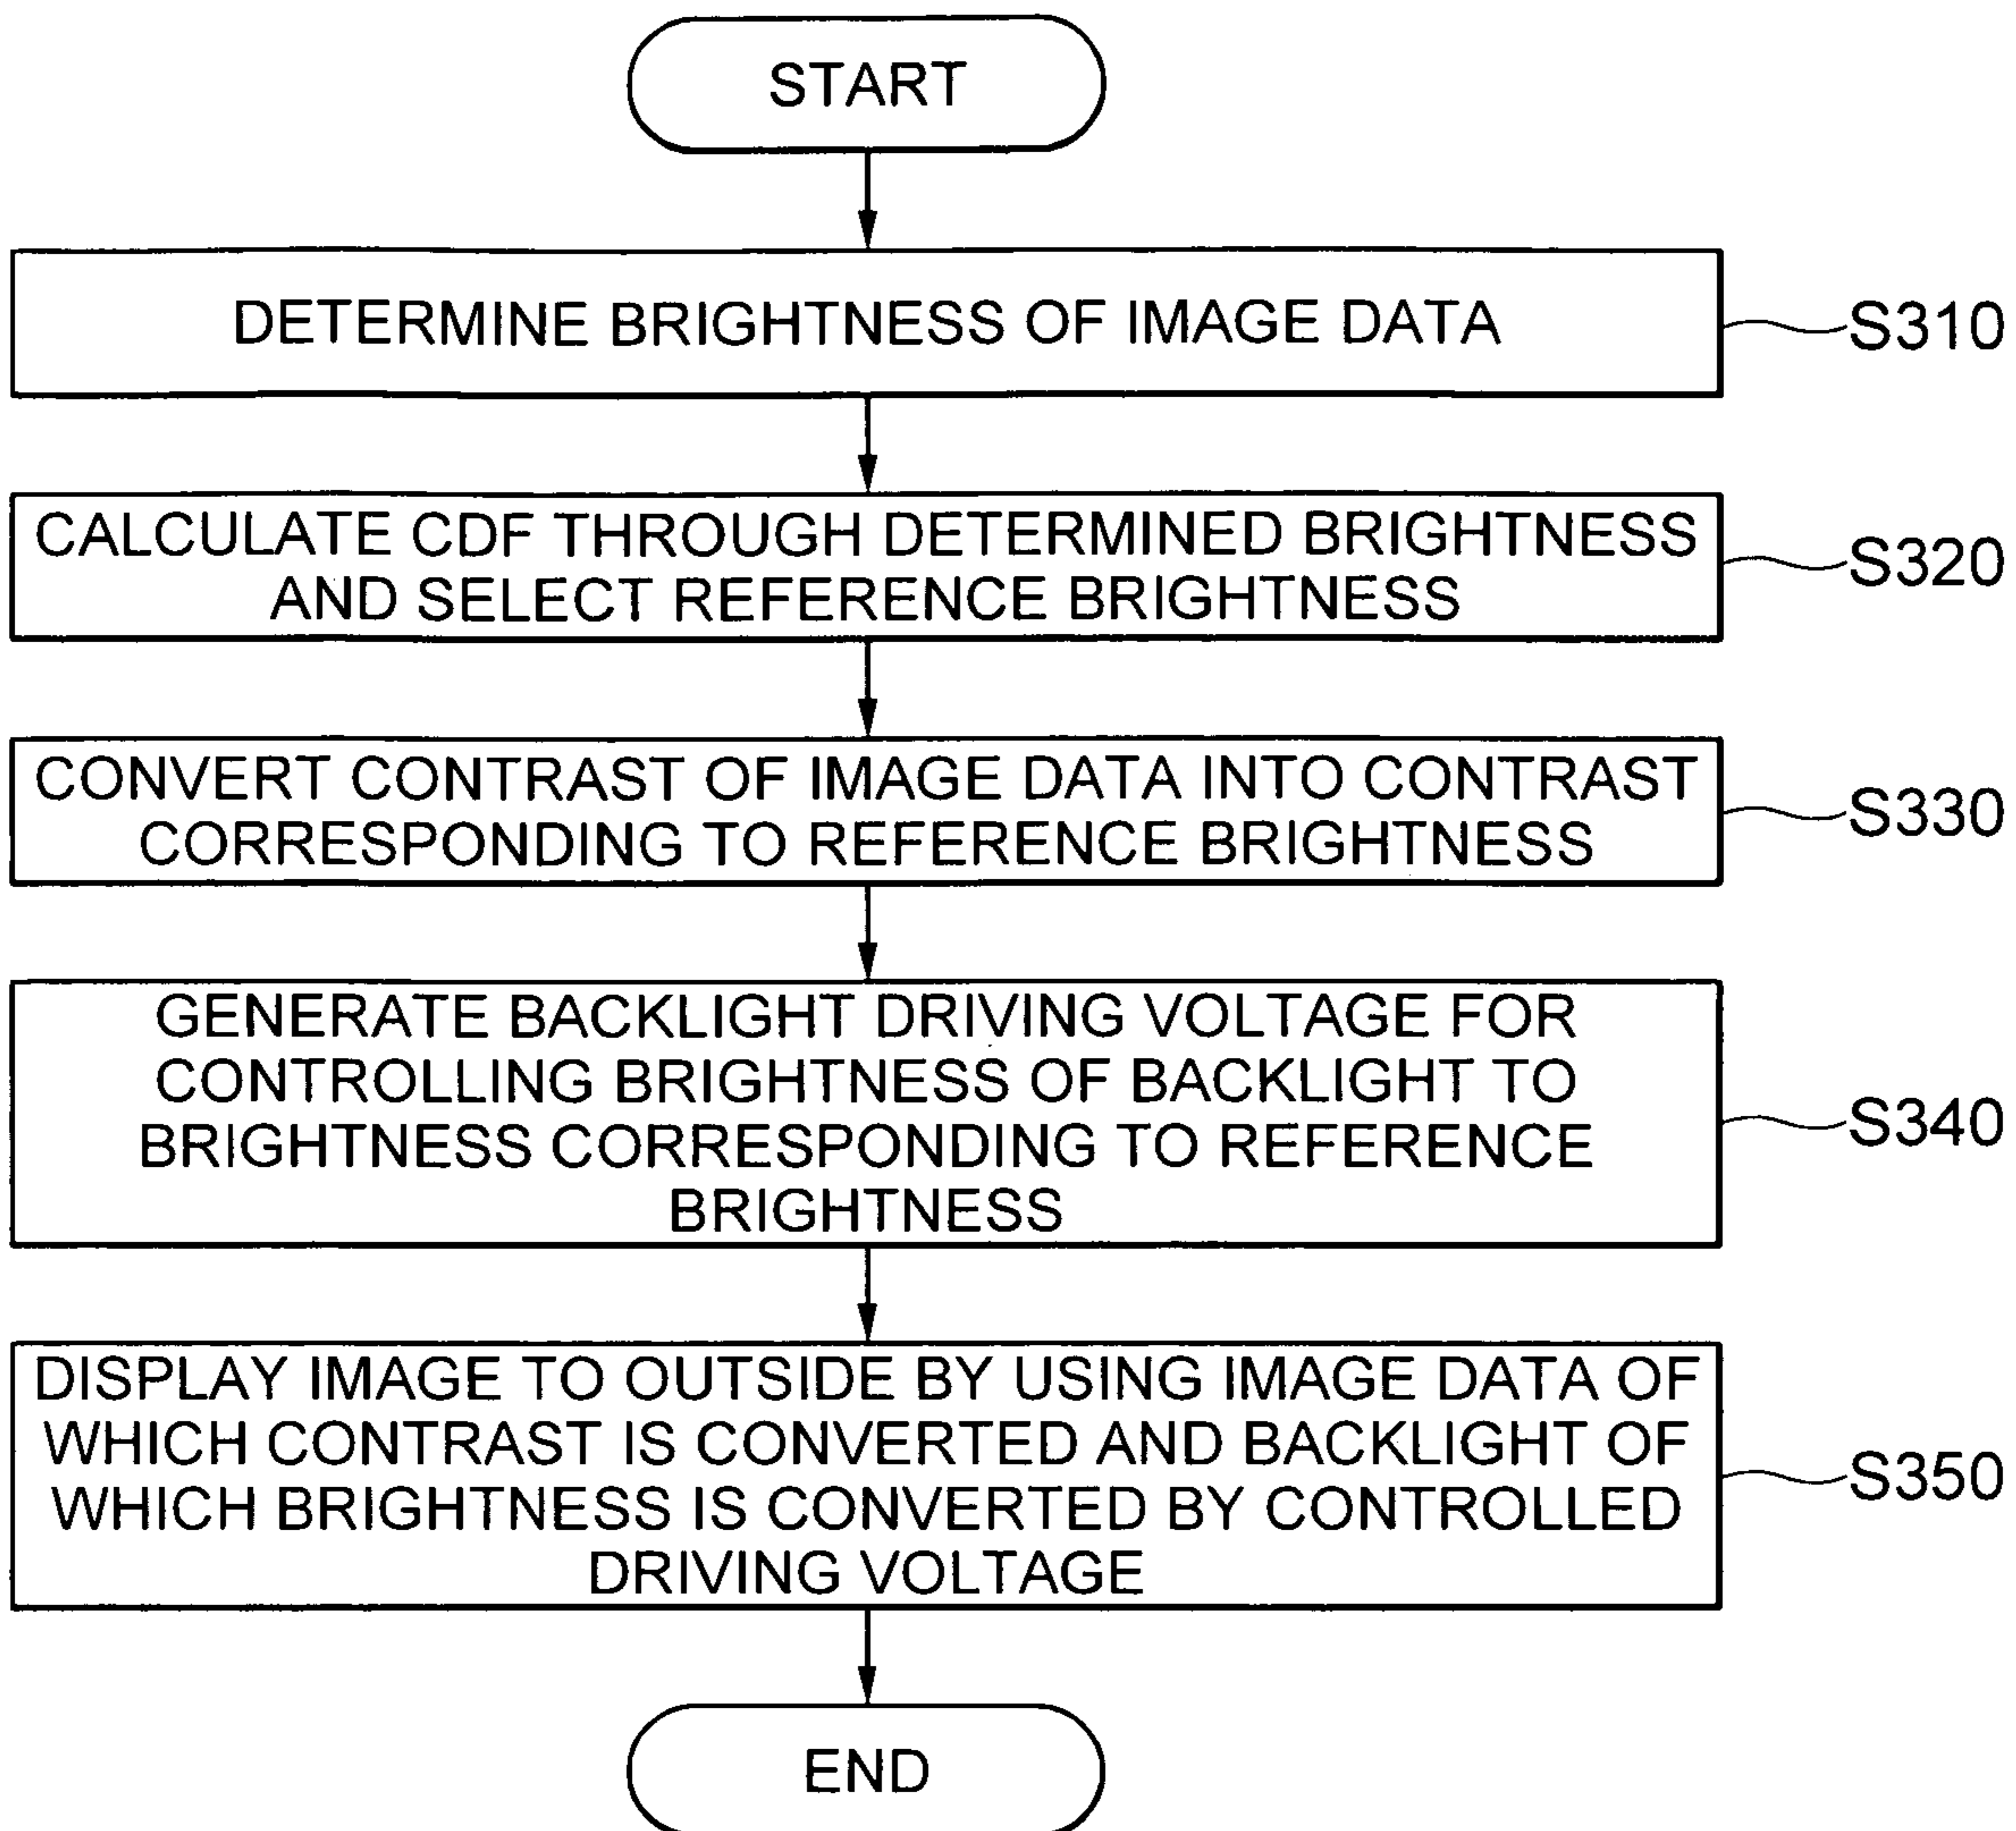 START
DETERMINE BRIGHTNESS OF IMAGE DATA
S310
CALCULATE CDF THROUGH DETERMINED BRIGHTNESS
AND SELECT REFERENCE BRIGHTNESS
S320
CONVERT CONTRAST OF IMAGE DATA INTO CONTRAST
CORRESPONDING TO REFERENCE BRIGHTNESS
S330
GENERATE BACKLIGHT DRIVING VOLTAGE FOR
CONTROLLING BRIGHTNESS OF BACKLIGHT TO
BRIGHTNESS CORRESPONDING TO REFERENCE
BRIGHTNESS
S340
DISPLAY IMAGE TO OUTSIDE BY USING IMAGE DATA OF
WHICH CONTRAST IS CONVERTED AND BACKLIGHT OF
WHICH BRIGHTNESS IS CONVERTED BY CONTROLLED
DRIVING VOLTAGE
S350
END